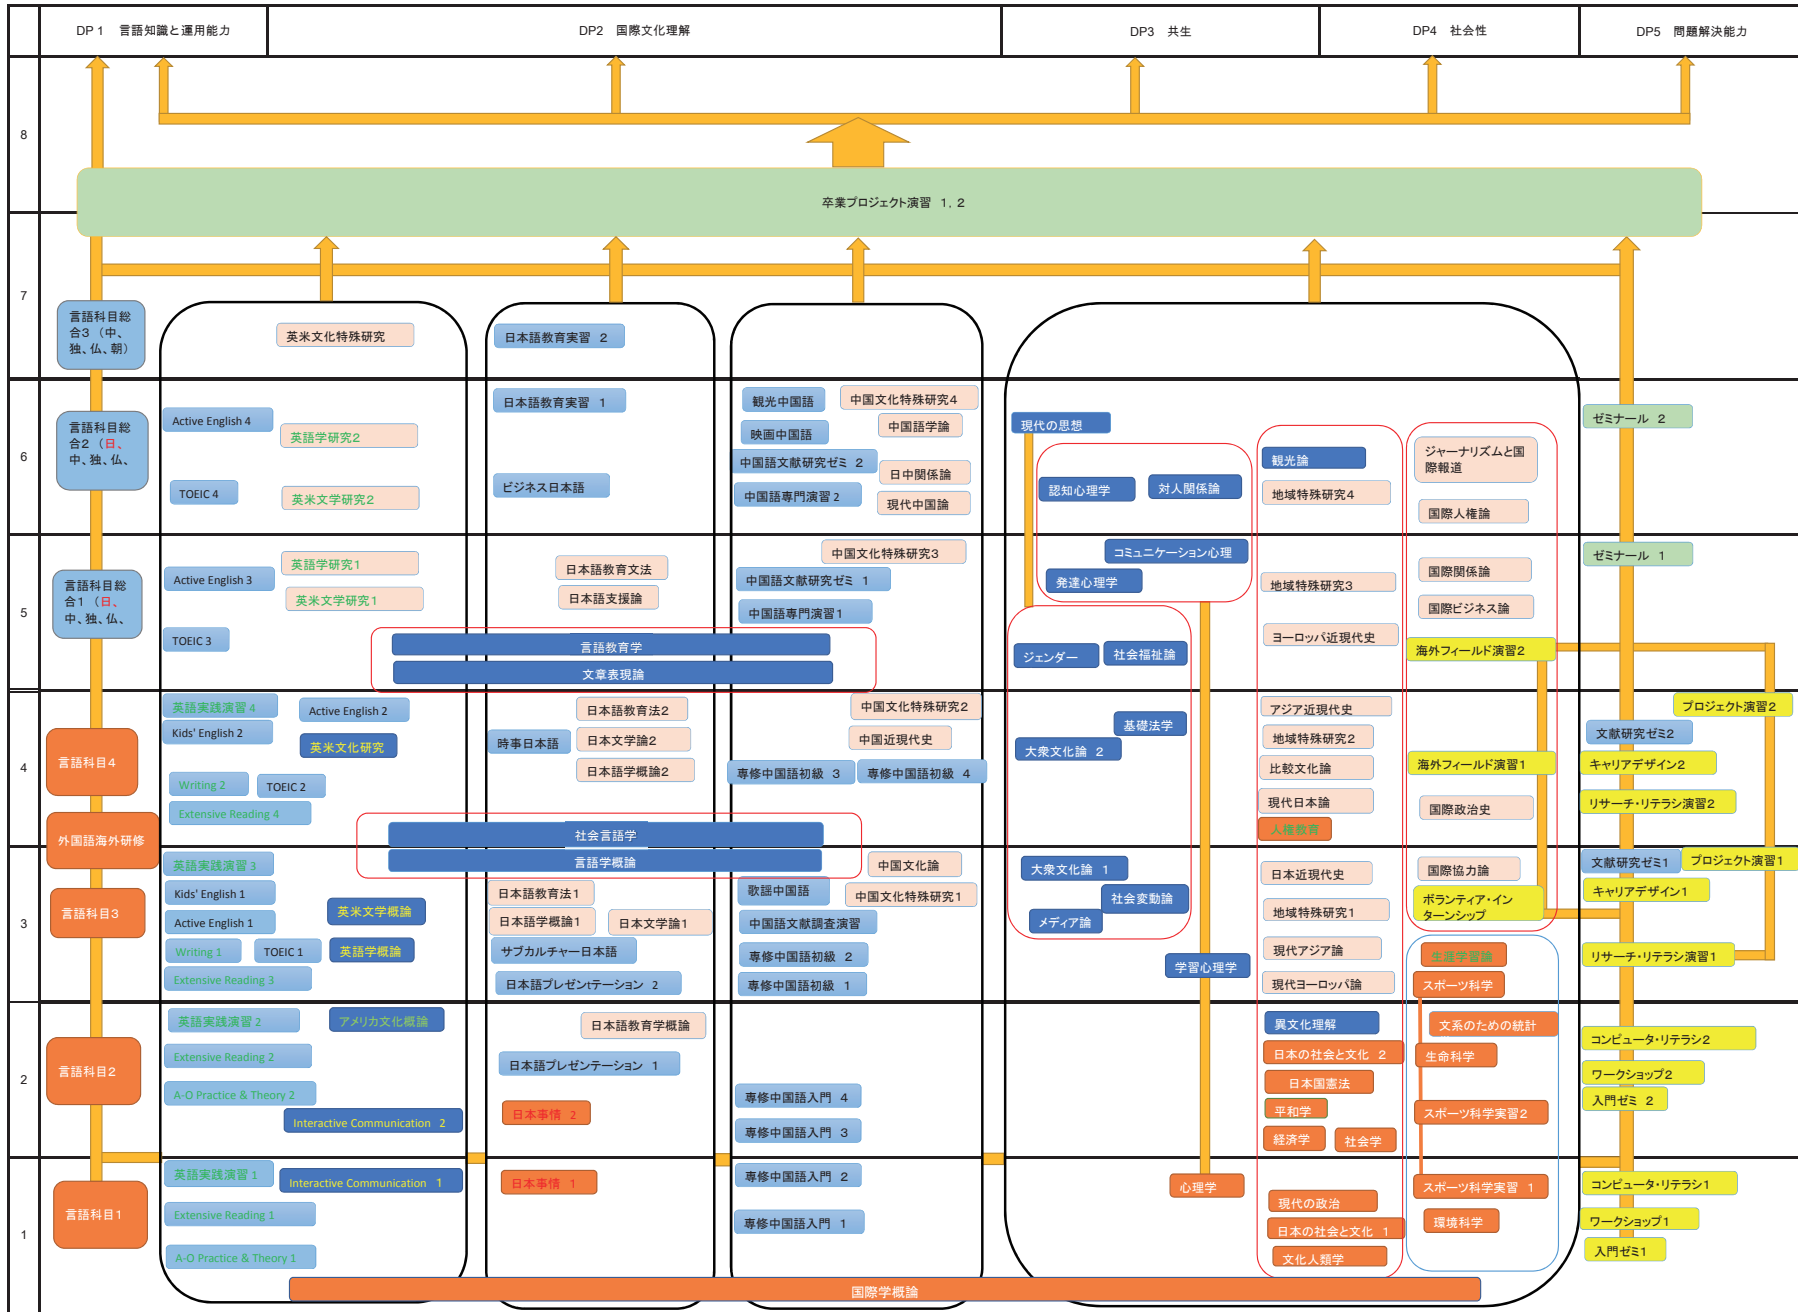 DP 1　言語知識と運用能力
DP2　国際文化理解
DP3　共生
DP4　社会性
DP5　問題解決能力
8
卒業プロジェクト演習　1，2
7
言語科目総
合3（中、
独、仏、朝）
英米文化特殊研究
日本語教育実習　2
6
言語科目総
合2（日、
中、独、仏、
Active English 4
英語学研究2
TOEIC 4
英米文学研究2
日本語教育実習　1
ビジネス日本語
観光中国語
中国文化特殊研究4
映画中国語
中国語学論
中国語文献研究ゼミ　2
日中関係論
中国語専門演習 2
現代中国論
現代の思想
認知心理学
対人関係論
観光論
地域特殊研究4
ジャーナリズムと国
際報道
国際人権論
ゼミナール　2
5
言語科目総
合1（日、
中、独、仏、
Active English 3
英語学研究1
英米文学研究1
TOEIC 3
日本語教育文法
日本語支援論
中国文化特殊研究3
中国語文献研究ゼミ　1
中国語専門演習1
言語教育学
文章表現論
コミュニケーション心理
発達心理学
ジェンダー
社会福祉論
地域特殊研究3
ヨーロッパ近現代史
国際関係論
国際ビジネス論
海外フィールド演習2
ゼミナール　1
4
言語科目4
外国語海外研修
英語実践演習 4
Active English 2
Kids' English 2
英米文化研究
Writing 2
TOEIC 2
Extensive Reading 4
日本語教育法2
時事日本語
日本文学論2
日本語学概論2
中国文化特殊研究2
中国近現代史
専修中国語初級　3
専修中国語初級　4
社会言語学
言語学概論
基礎法学
大衆文化論　2
アジア近現代史
地域特殊研究2
比較文化論
現代日本論
人権教育
海外フィールド演習1
国際政治史
プロジェクト演習2
文献研究ゼミ2
キャリアデザイン2
リサーチ・リテラシ演習2
3
言語科目3
英語実践演習 3
Kids' English 1
英米文学概論
Active English 1
Writing 1
TOEIC 1
英語学概論
Extensive Reading 3
日本語教育法1
日本語学概論1
日本文学論1
サブカルチャー日本語
日本語プレゼンtテーション　2
中国文化論
歌謡中国語
中国文化特殊研究1
中国語文献調査演習
専修中国語初級　2
専修中国語初級　1
大衆文化論　1
社会変動論
メディア論
学習心理学
日本近現代史
地域特殊研究1
現代アジア論
現代ヨーロッパ論
国際協力論
ボランティア・イン
ターンシップ
生涯学習論
スポーツ科学
文献研究ゼミ1
プロジェクト演習1
キャリアデザイン1
リサーチ・リテラシ演習1
2
言語科目2
英語実践演習 2
アメリカ文化概論
Extensive Reading 2
A-O Practice & Theory 2
Interactive Communication　2
日本語教育学概論
日本語プレゼンテーション　1
日本事情　2
専修中国語入門　4
専修中国語入門　3
異文化理解
日本の社会と文化　2
日本国憲法
平和学
経済学
社会学
文系のための統計
生命科学
スポーツ科学実習2
コンピュータ・リテラシ2
ワークショップ2
入門ゼミ　2
1
言語科目1
英語実践演習 1
Interactive Communication　1
Extensive Reading 1
A-O Practice & Theory 1
日本事情　1
専修中国語入門　2
専修中国語入門　1
心理学
現代の政治
日本の社会と文化　1
文化人類学
スポーツ科学実習　1
環境科学
コンピュータ・リテラシ1
ワークショップ1
入門ゼミ1
国際学概論